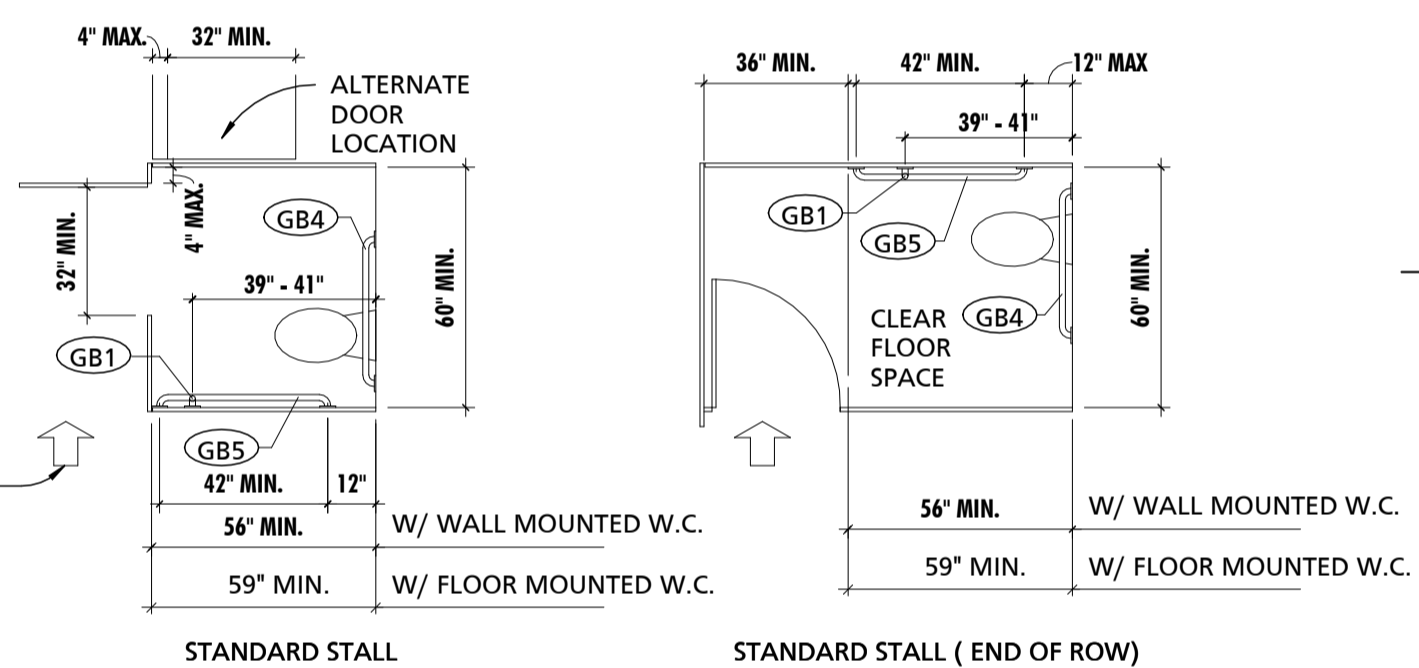 4" MAX.
32" MIN.
ALTERNATE
DOOR
LOCATION
4" MAX.
32" MIN.
GB4
39" - 41"
60" MIN.
GB1
GB5
42" MIN.
12"
56" MIN.
W/ WALL MOUNTED W.C.
59" MIN.
W/ FLOOR MOUNTED W.C.
STANDARD STALL
36" MIN.
42" MIN.
12" MAX
39" - 41"
GB1
GB5
CLEAR
FLOOR
SPACE
GB4
60" MIN.
56" MIN.
W/ WALL MOUNTED W.C.
59" MIN.
W/ FLOOR MOUNTED W.C.
STANDARD STALL ( END OF ROW)